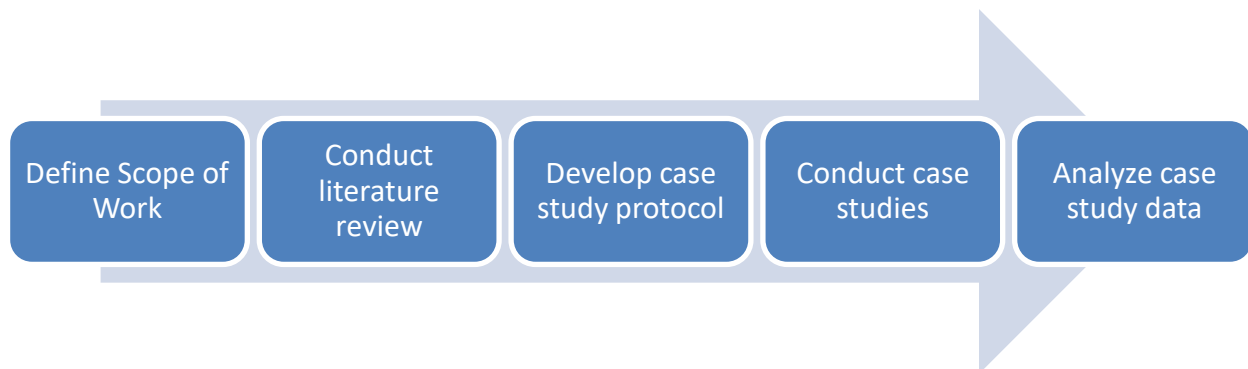 Define Scope of
Work
Conduct
literature
review
Develop case
study protocol
Conduct case
studies
Analyze case
study data